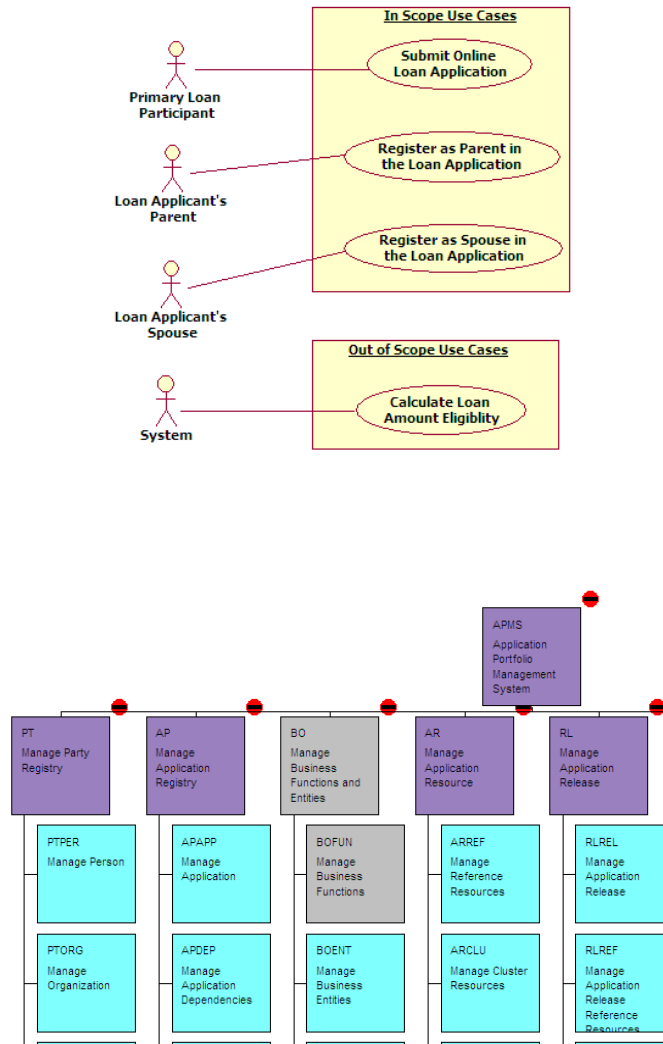 In Scope Use Cases
Submit Online
Loan Application
Primary Loan
Participant
Register as Parent in
the Loan Application
Loan Applicant's
Parent
Register as Spouse in
the Loan Application
Loan Applicant's
Spouse
Out of Scope Use Cases
Calculate Loan
Amount Eligiblity
System
APMS
Application
Portfolio
Management
System
PT
Manage Party
Registry
AP
Manage
Application
Registry
BO
Manage
Business
Functions and
Entities
AR
Manage
Application
Resource
RL
Manage
Application
Release
PTPER
Manage Person
APAPP
Manage
Application
BOFUN
Manage
Business
Functions
ARREF
Manage
Reference
Resources
RLREL
Manage
Application
Release
PTORG
Manage
Organization
APDEP
Manage
Application
Dependencies
BOENT
Manage
Business
Entities
ARCLU
Manage Cluster
Resources
RLREF
Manage
Application
Release
Reference
Resources